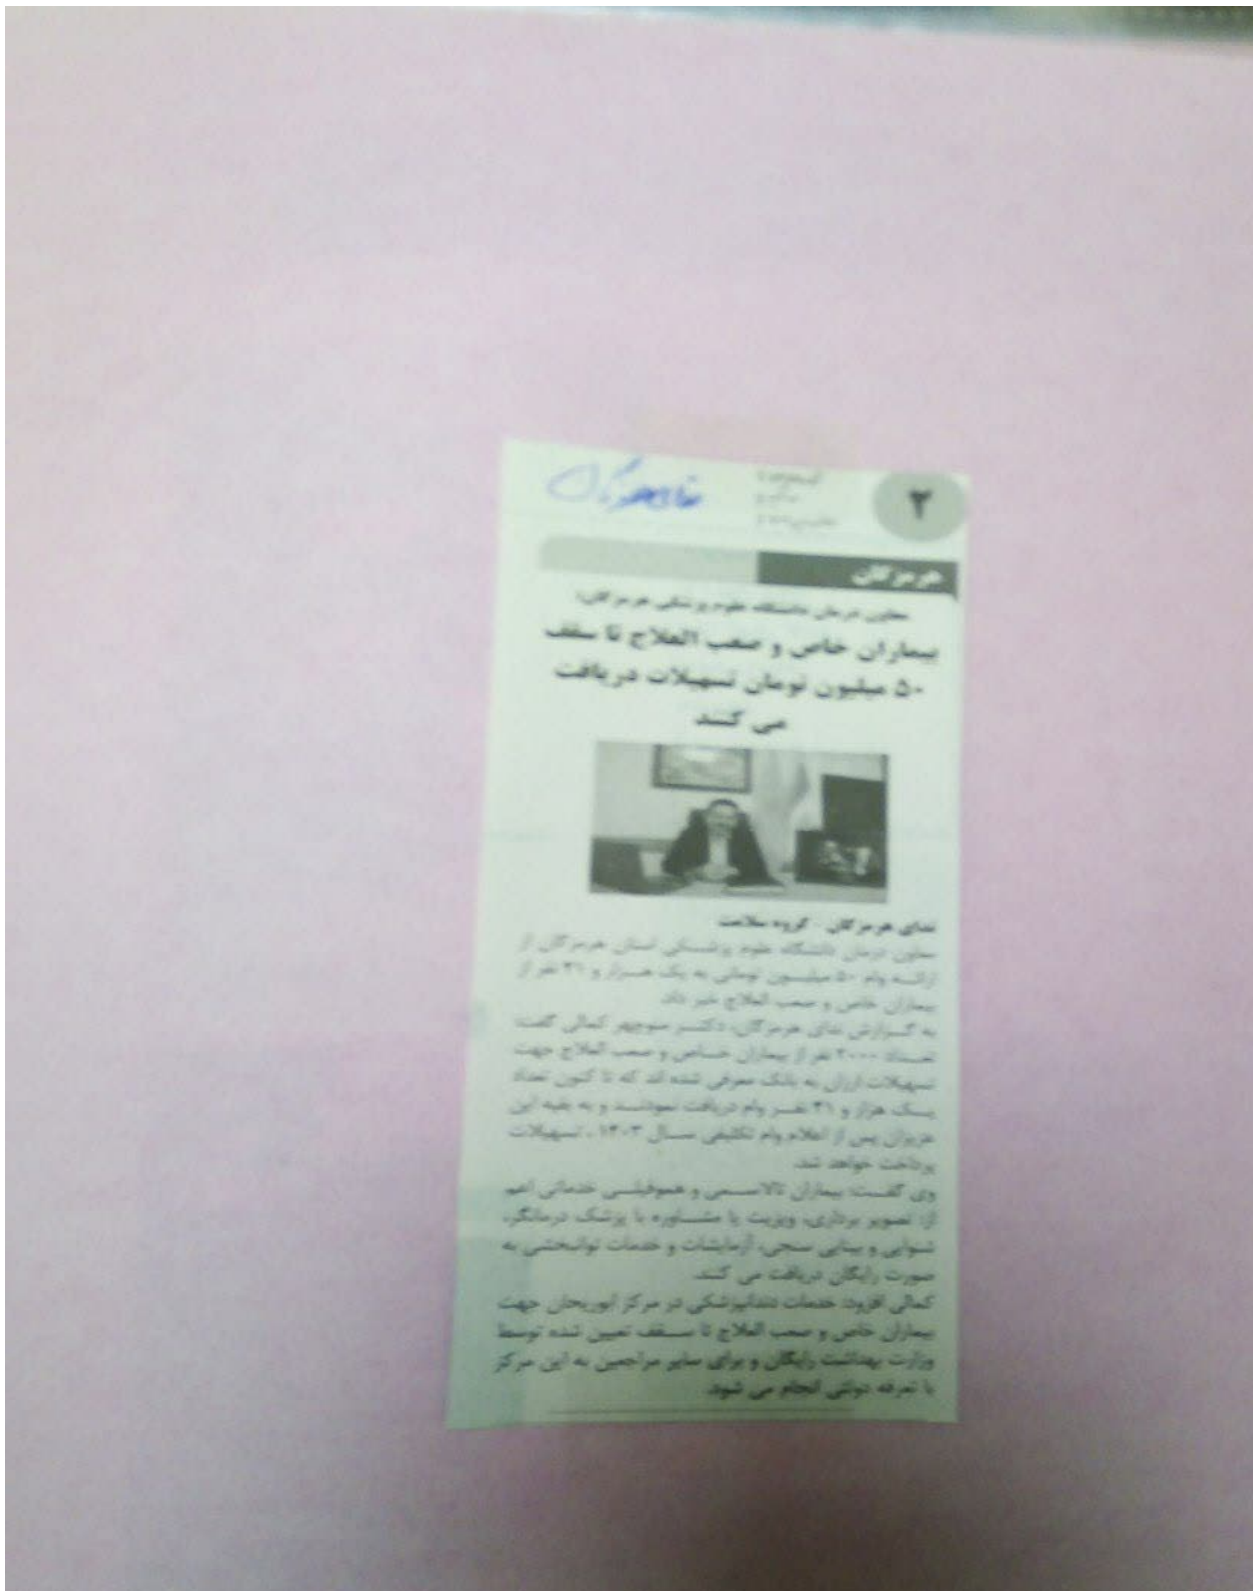 ۲
ندای هرمزگان
هرمزگان
معاون درمان دانشگاه علوم پزشکی هرمزگان:
بیماران خاص و صعب العلاج تا سقف
۵۰ میلیون تومان تسهیلات دریافت
می کنند
ندای هرمزگان - گروه سلامت
معاون درمان دانشگاه علوم پزشکی استان هرمزگان از
ارائه وام ۵۰ میلیون تومانی به یک هزار و ۳۱ نفر از
بیماران خاص و صعب العلاج خبر داد.
به گزارش ندای هرمزگان، دکتر منوچهر کمالی گفت:
تعداد ۲۰۰۰ نفر از بیماران خاص و صعب العلاج جهت
تسهیلات ارزان به بانک معرفی شده اند که تا کنون تعداد
یک هزار و ۳۱ نفر وام دریافت نمودند و به بقیه این
عزیزان پس از اعلام وام تکلیفی سال ۱۴۰۳، تسهیلات
پرداخت خواهد شد.
وی گفت: بیماران تالاسمی و هموفیلی خدماتی اعم
از: تصویر برداری، ویزیت یا مشاوره با پزشک درمانگر،
شنوایی و بینایی سنجی، آزمایشات و خدمات توانبخشی به
صورت رایگان دریافت می کنند.
کمالی افزود: خدمات دندانپزشکی در مرکز ابوریحان جهت
بیماران خاص و صعب العلاج تا سقف تعیین شده توسط
وزارت بهداشت رایگان و برای سایر مراجعین به این مرکز
با تعرفه دولتی انجام می شود.